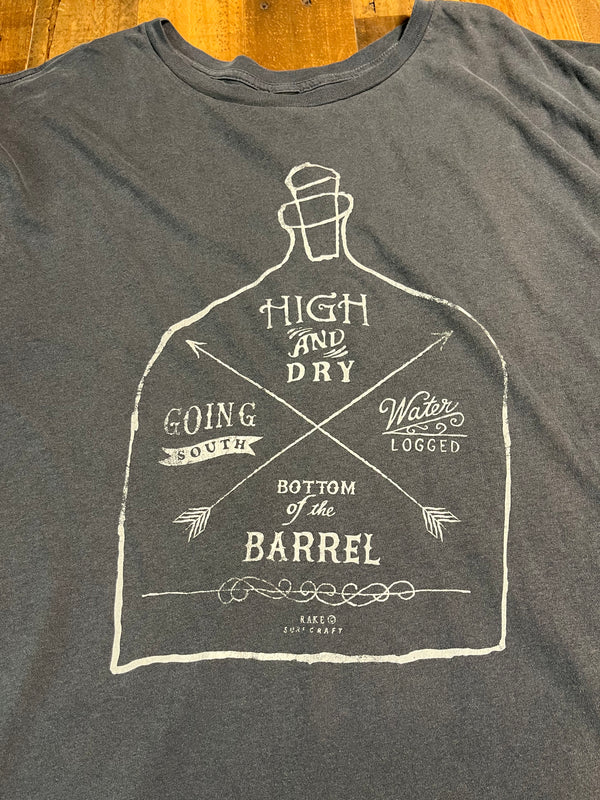 HIGH
AND
DRY
GOING
SOUTH
Water
LOGGED
BOTTOM
of the
BARREL
RAKE
SURF CRAFT